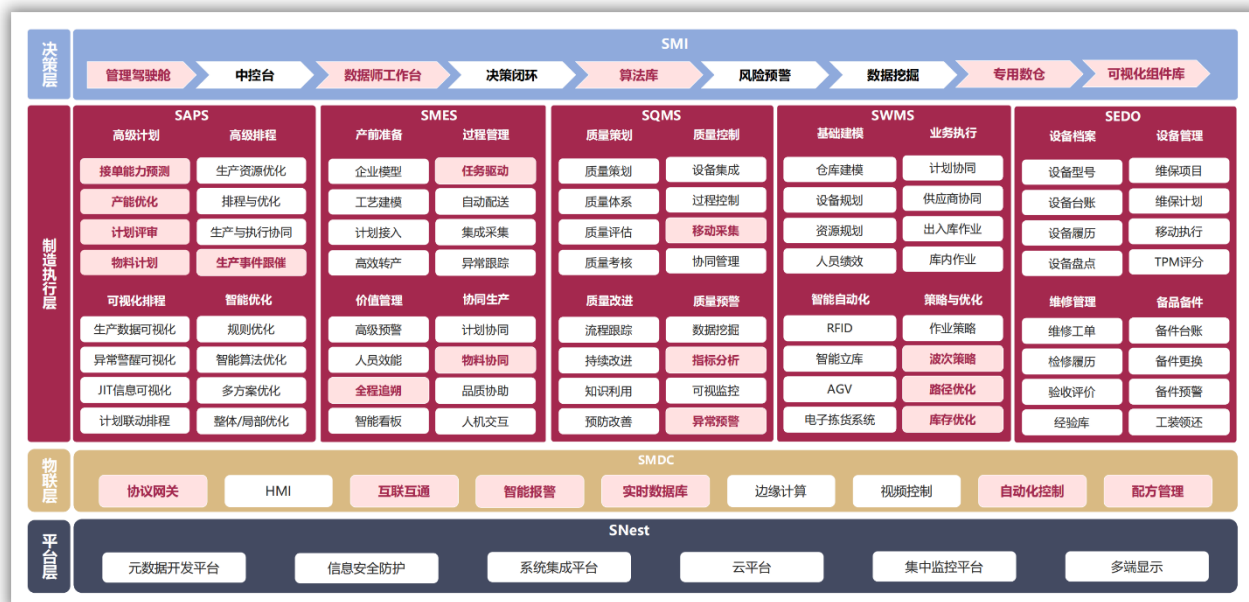 决策层
SMI
管理驾驶舱 中控台 数据师工作台 决策闭环 算法库 风险预警 数据挖掘 专用数仓 可视化组件库
制造执行层
SAPS
高级计划 高级排程
接单能力预测 生产资源优化
产能优化 排程与优化
计划评审 生产与执行协同
物料计划 生产事件跟催
可视化排程 智能优化
生产数据可视化 规则优化
异常警醒可视化 智能算法优化
JIT信息可视化 多方案优化
计划联动排程 整体/局部优化
SMES
产前准备 过程管理
企业模型 任务驱动
工艺建模 自动配送
计划接入 集成采集
高效转产 异常跟踪
价值管理 协同生产
高级预警 计划协同
人员效能 物料协同
全程追朔 品质协助
智能看板 人机交互
SQMS
质量策划 质量控制
质量策划 设备集成
质量体系 过程控制
质量评估 移动采集
质量考核 协同管理
质量改进 质量预警
流程跟踪 数据挖掘
持续改进 指标分析
知识利用 可视监控
预防改善 异常预警
SWMS
基础建模 业务执行
仓库建模 计划协同
设备规划 供应商协同
资源规划 出入库作业
人员绩效 库内作业
智能自动化 策略与优化
RFID 作业策略
智能立库 波次策略
AGV 路径优化
电子拣货系统 库存优化
SEDO
设备档案 设备管理
设备型号 维保项目
设备台账 维保计划
设备履历 移动执行
设备盘点 TPM评分
维修管理 备品备件
维修工单 备件台账
检修履历 备件更换
验收评价 备件预警
经验库 工装领还
物联层
SMDC
协议网关 HMI 互联互通 智能报警 实时数据库 边缘计算 视频控制 自动化控制 配方管理
平台层
SNest
元数据开发平台 信息安全防护 系统集成平台 云平台 集中监控平台 多端显示